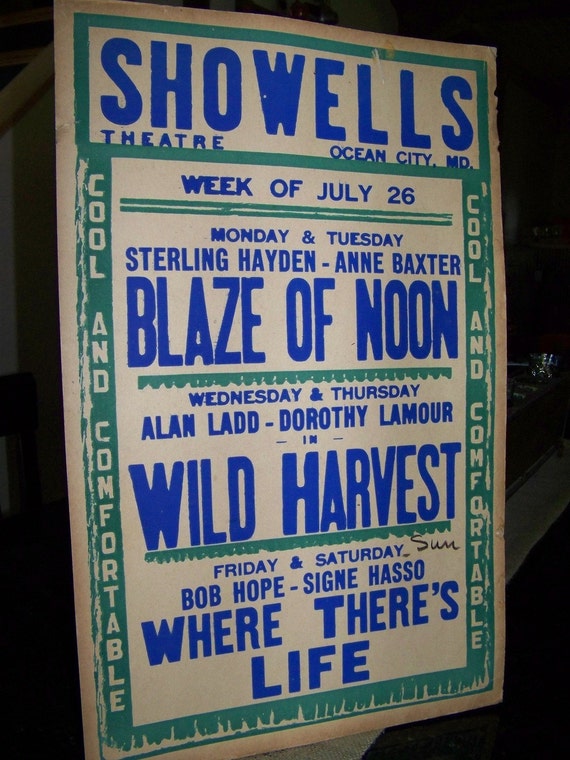 SHOWELLS
THEATRE
OCEAN CITY, MD.
COOL AND COMFORTABLE
WEEK OF JULY 26
MONDAY & TUESDAY
STERLING HAYDEN - ANNE BAXTER
BLAZE OF NOON
WEDNESDAY & THURSDAY
ALAN LADD - DOROTHY LAMOUR
- IN -
WILD HARVEST
FRIDAY & SATURDAY - Sun
BOB HOPE - SIGNE HASSO
WHERE THERE'S
LIFE
COOL AND COMFORTABLE